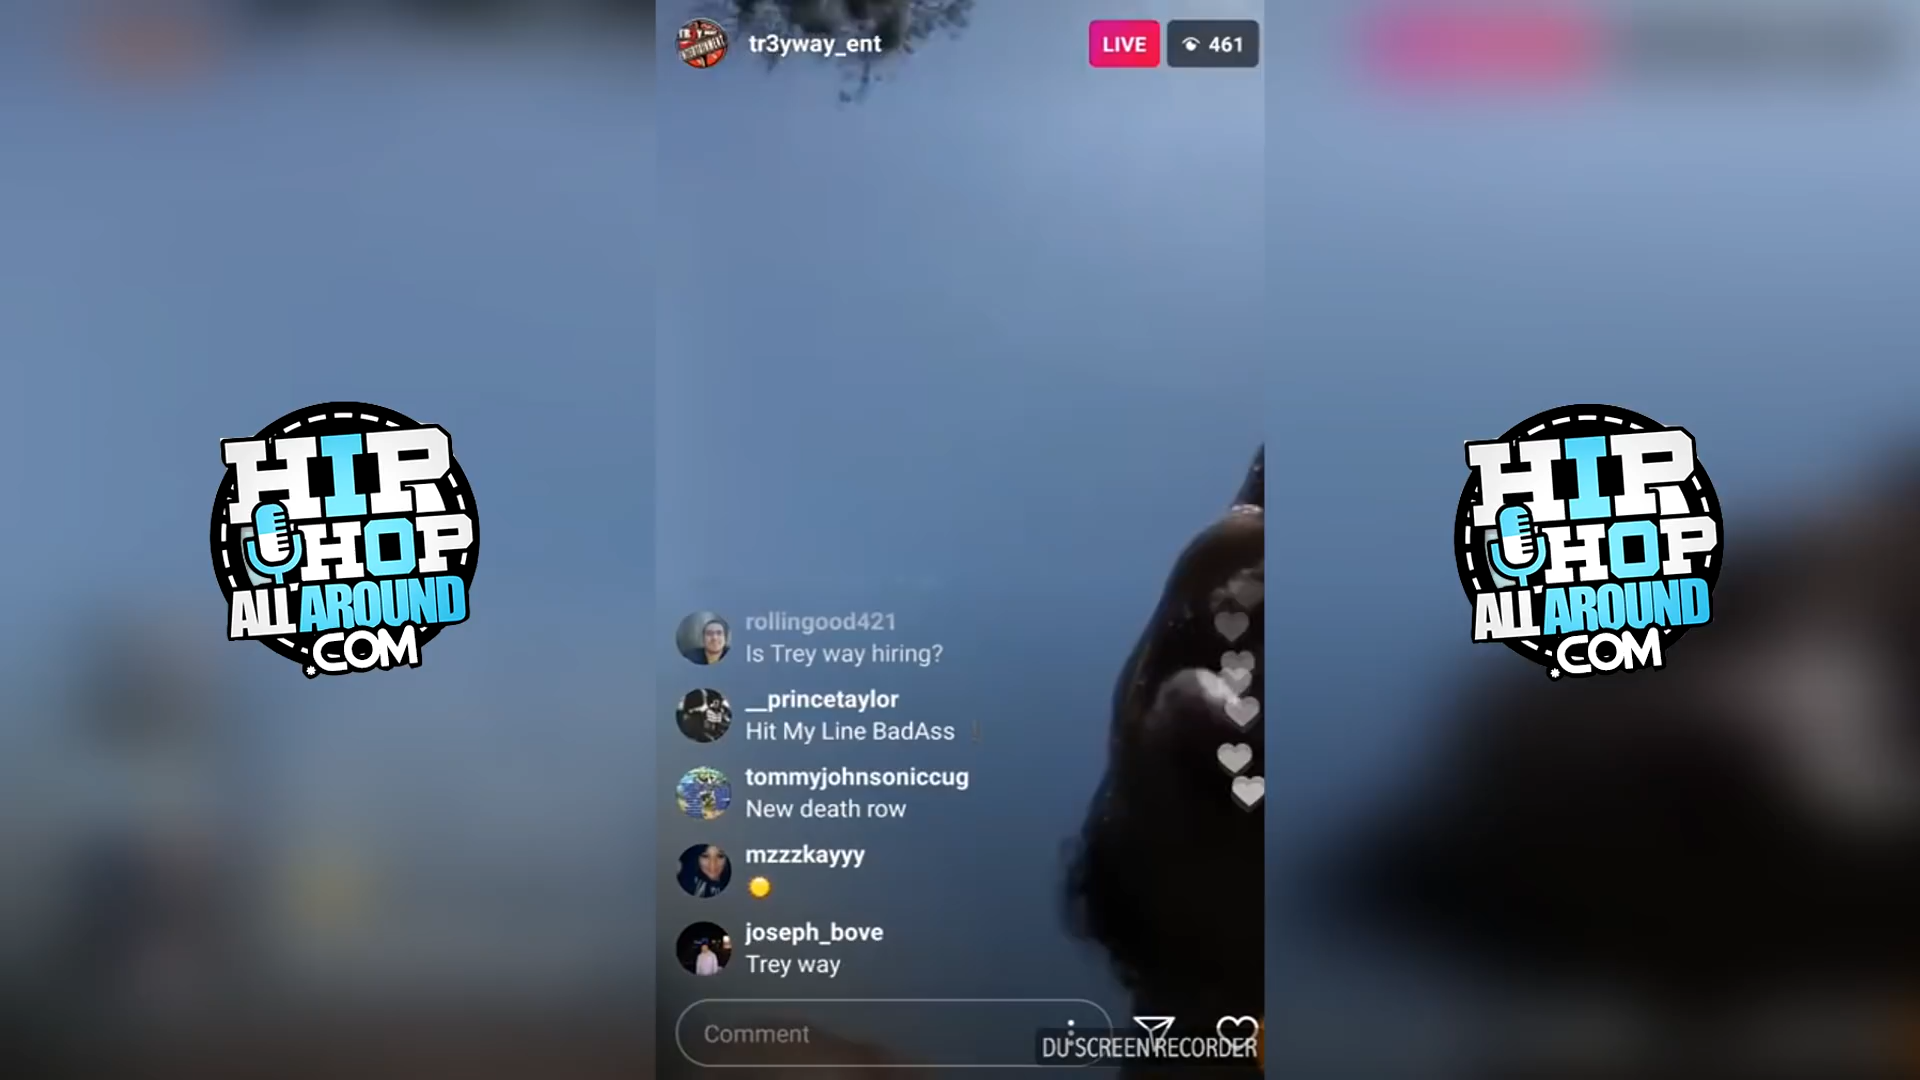 tr3yway_ent
LIVE
461
HIP
HOP
ALL AROUND
.COM
HIP
HOP
ALL AROUND
.COM
rollingood421
Is Trey way hiring?
__princetaylor
Hit My Line BadAss
tommyjohnsoniccug
New death row
mzzzkayyy
joseph_bove
Trey way
Comment
DU SCREEN RECORDER